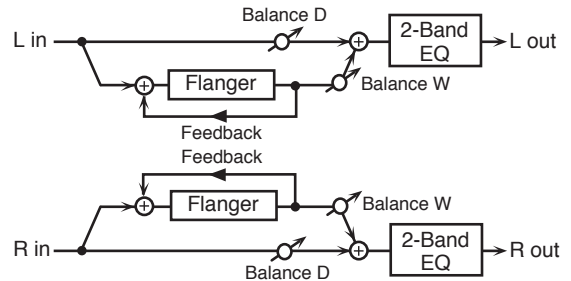 Balance D
L in
2-Band
EQ
L out
Flanger
Balance W
Feedback
Feedback
Flanger
Balance W
R in
2-Band
EQ
R out
Balance D